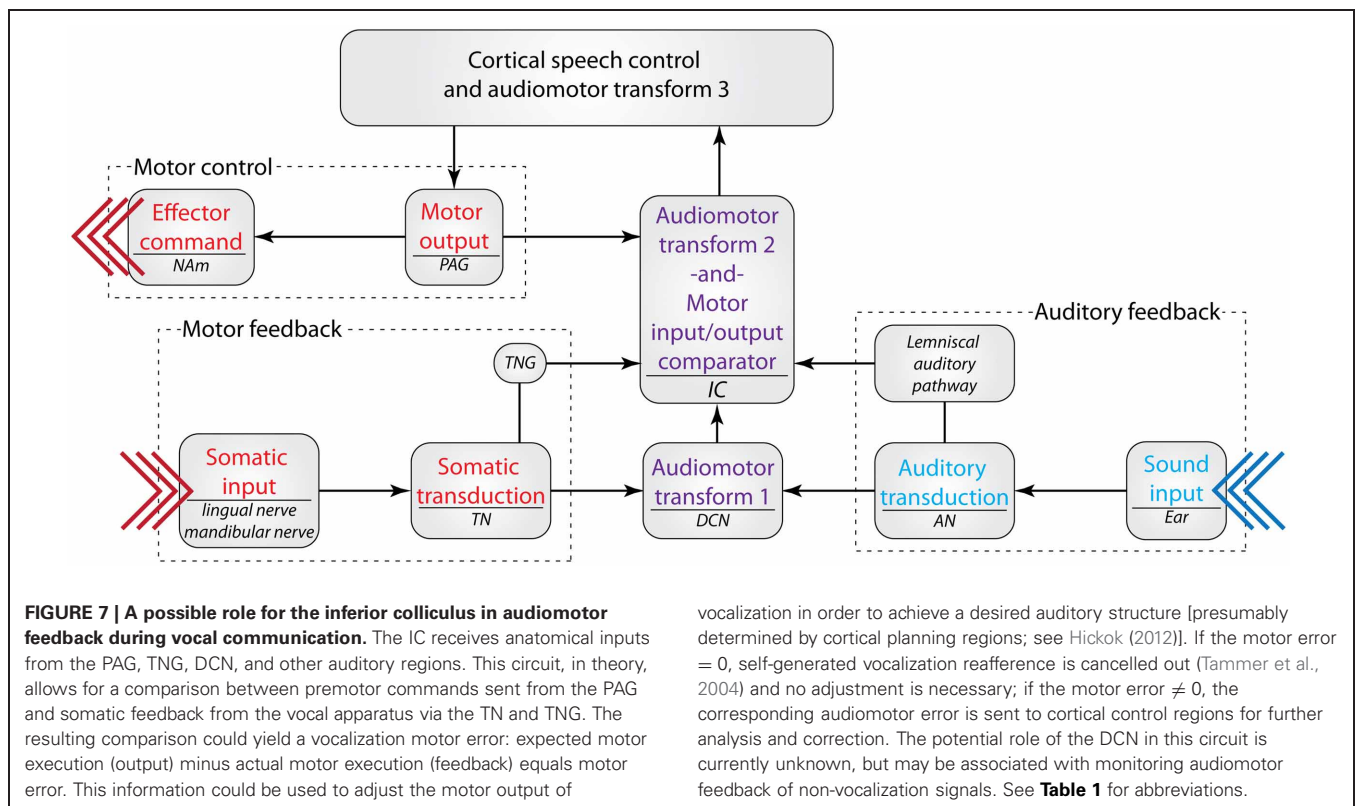 Cortical speech control
and audiomotor transform 3
Motor control
Effector
command
NAm
Motor
output
PAG
Audiomotor
transform 2
-and-
Motor
input/output
comparator
IC
Motor feedback
TNG
Somatic
input
lingual nerve
mandibular nerve
Somatic
transduction
TN
Audiomotor
transform 1
DCN
Auditory feedback
Lemniscal
auditory
pathway
Auditory
transduction
AN
Sound
input
Ear
FIGURE 7 | A possible role for the inferior colliculus in audiomotor
feedback during vocal communication. The IC receives anatomical inputs
from the PAG, TNG, DCN, and other auditory regions. This circuit, in theory,
allows for a comparison between premotor commands sent from the PAG
and somatic feedback from the vocal apparatus via the TN and TNG. The
resulting comparison could yield a vocalization motor error: expected motor
execution (output) minus actual motor execution (feedback) equals motor
error. This information could be used to adjust the motor output of
vocalization in order to achieve a desired auditory structure [presumably
determined by cortical planning regions; see Hickok (2012)]. If the motor error
= 0, self-generated vocalization reafference is cancelled out (Tammer et al.,
2004) and no adjustment is necessary; if the motor error ≠ 0, the
corresponding audiomotor error is sent to cortical control regions for further
analysis and correction. The potential role of the DCN in this circuit is
currently unknown, but may be associated with monitoring audiomotor
feedback of non-vocalization signals. See Table 1 for abbreviations.